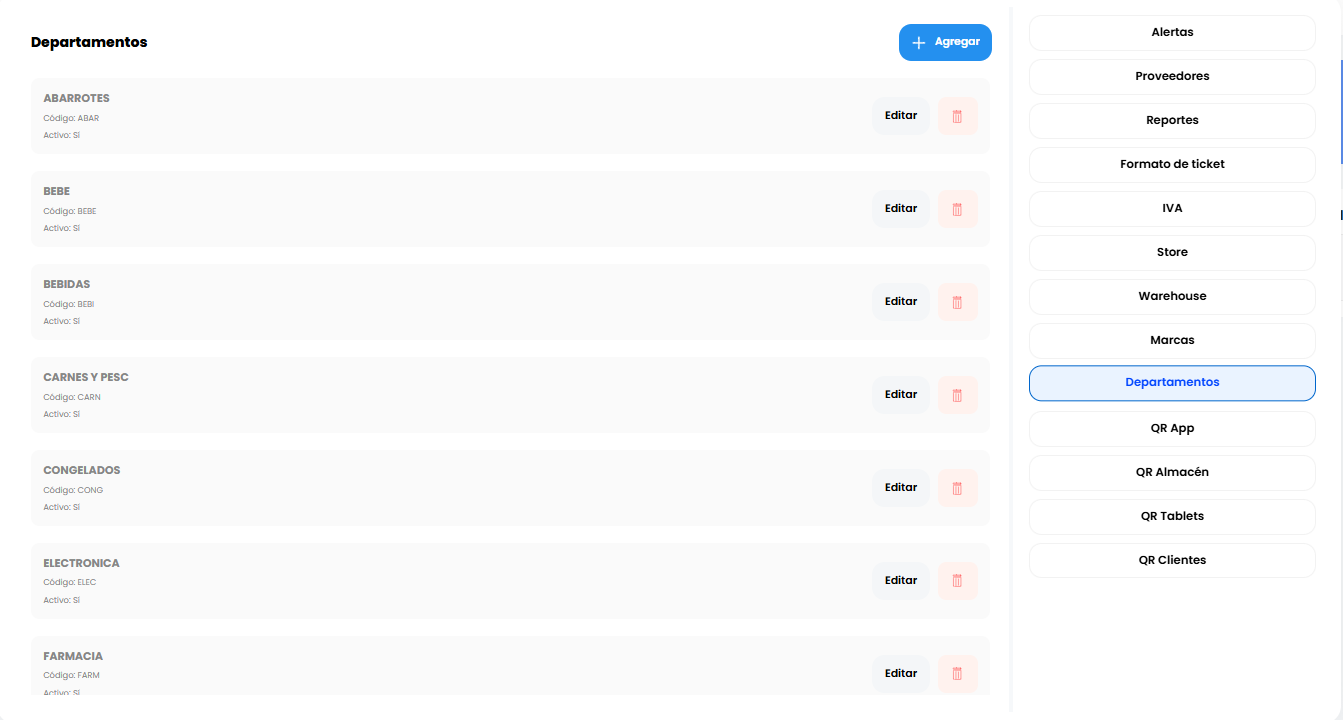 Departamentos
Agregar
ABARROTES
Código: ABAR
Activo: Sí
Editar
BEBE
Código: BEBE
Activo: Sí
Editar
BEBIDAS
Código: BEBI
Activo: Sí
Editar
CARNES Y PESC
Código: CARN
Activo: Sí
Editar
CONGELADOS
Código: CONG
Activo: Sí
Editar
ELECTRONICA
Código: ELEC
Activo: Sí
Editar
FARMACIA
Código: FARM
Activo: Sí
Editar
Alertas
Proveedores
Reportes
Formato de ticket
IVA
Store
Warehouse
Marcas
Departamentos
QR App
QR Almacén
QR Tablets
QR Clientes